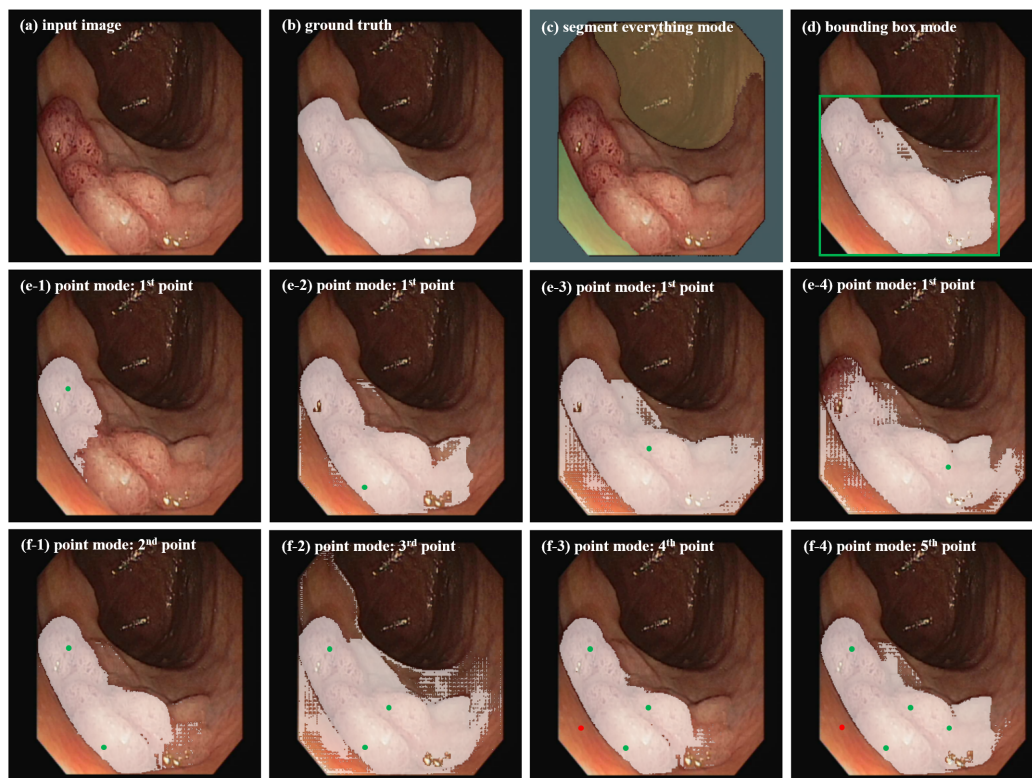 (a) input image
(b) ground truth
(c) segment everything mode
(d) bounding box mode
(e-1) point mode: 1st point
(e-2) point mode: 1st point
(e-3) point mode: 1st point
(e-4) point mode: 1st point
(f-1) point mode: 2nd point
(f-2) point mode: 3rd point
(f-3) point mode: 4th point
(f-4) point mode: 5th point